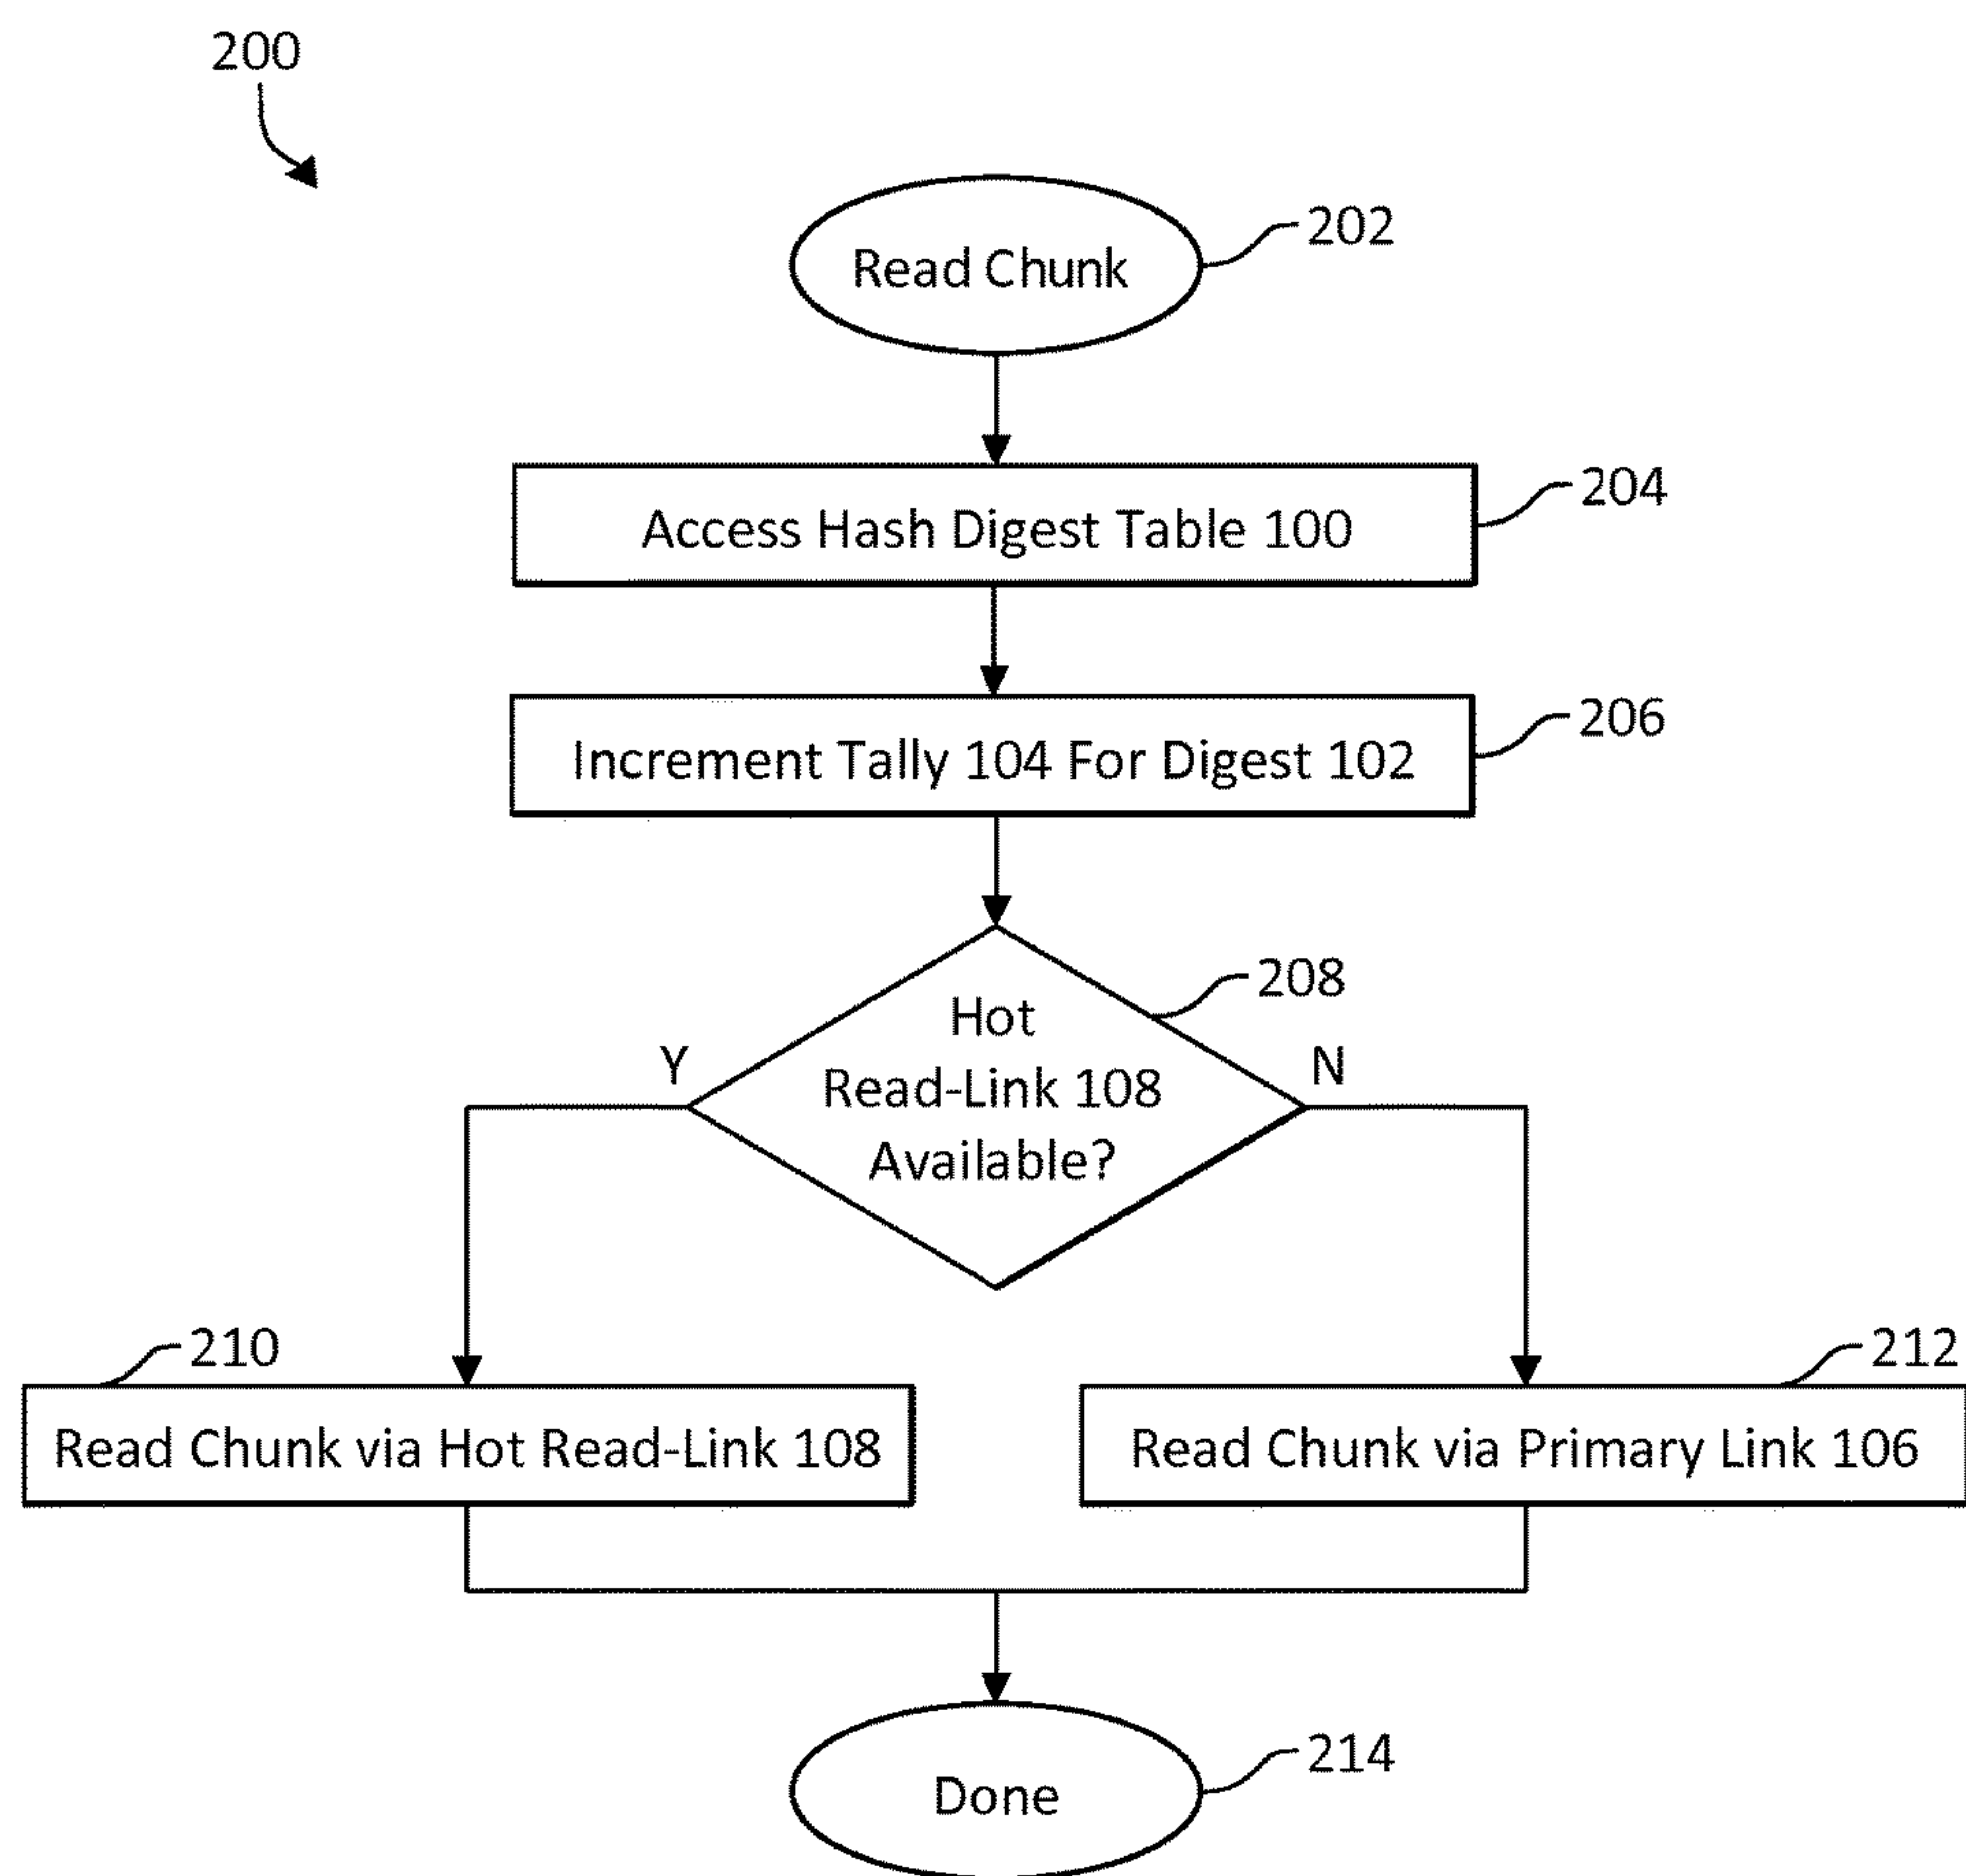 200
Read Chunk
202
Access Hash Digest Table 100
204
Increment Tally 104 For Digest 102
206
Hot
Read-Link 108
Available?
208
Y
N
210
Read Chunk via Hot Read-Link 108
212
Read Chunk via Primary Link 106
Done
214